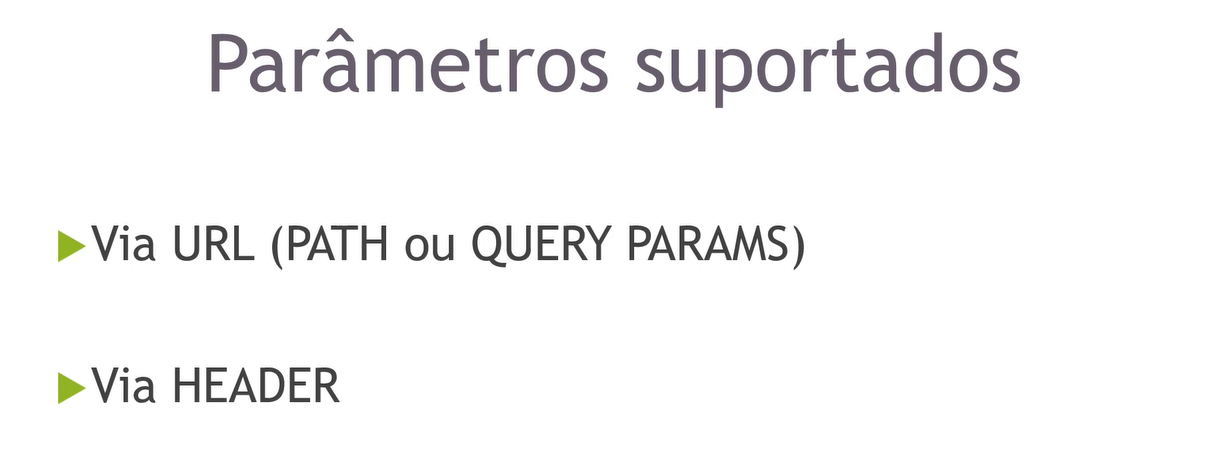 Parâmetros suportados
Via URL (PATH ou QUERY PARAMS)
Via HEADER